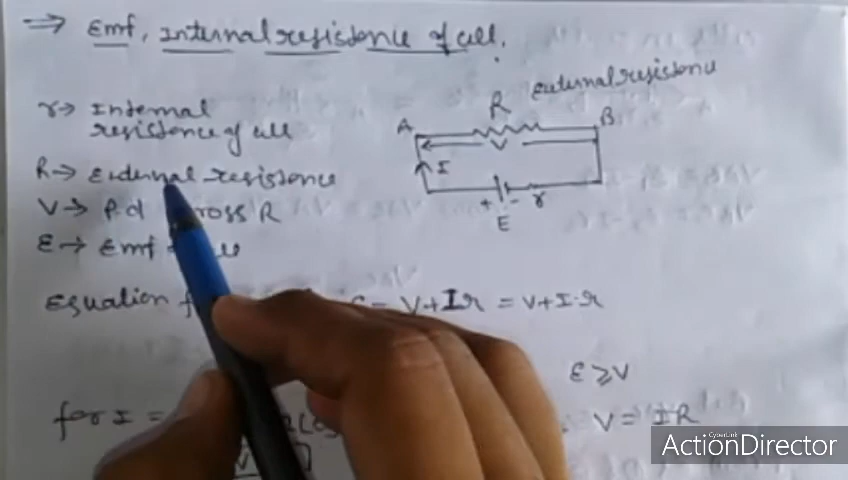 ⇒ Emf, Internal resistance of cell.
external resistance
r → Internal
resistance of cell
R
A
B
V
R → External resistance
I
V → P.d ross R
+ - r
E
E → Emf
Equation E = V + Ir = V + I·r
E ≥ V
for I =
V = IR
CyberLink
ActionDirector